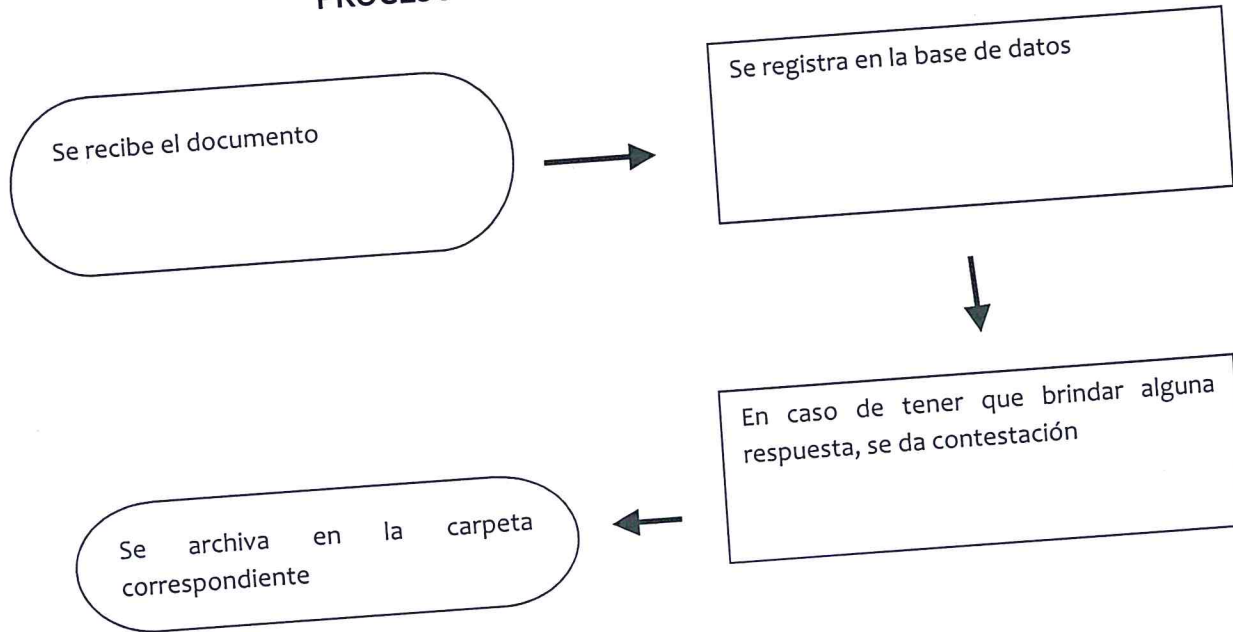 Se recibe el documento
Se registra en la base de datos
En caso de tener que brindar alguna
respuesta, se da contestación
Se archiva en la carpeta
correspondiente